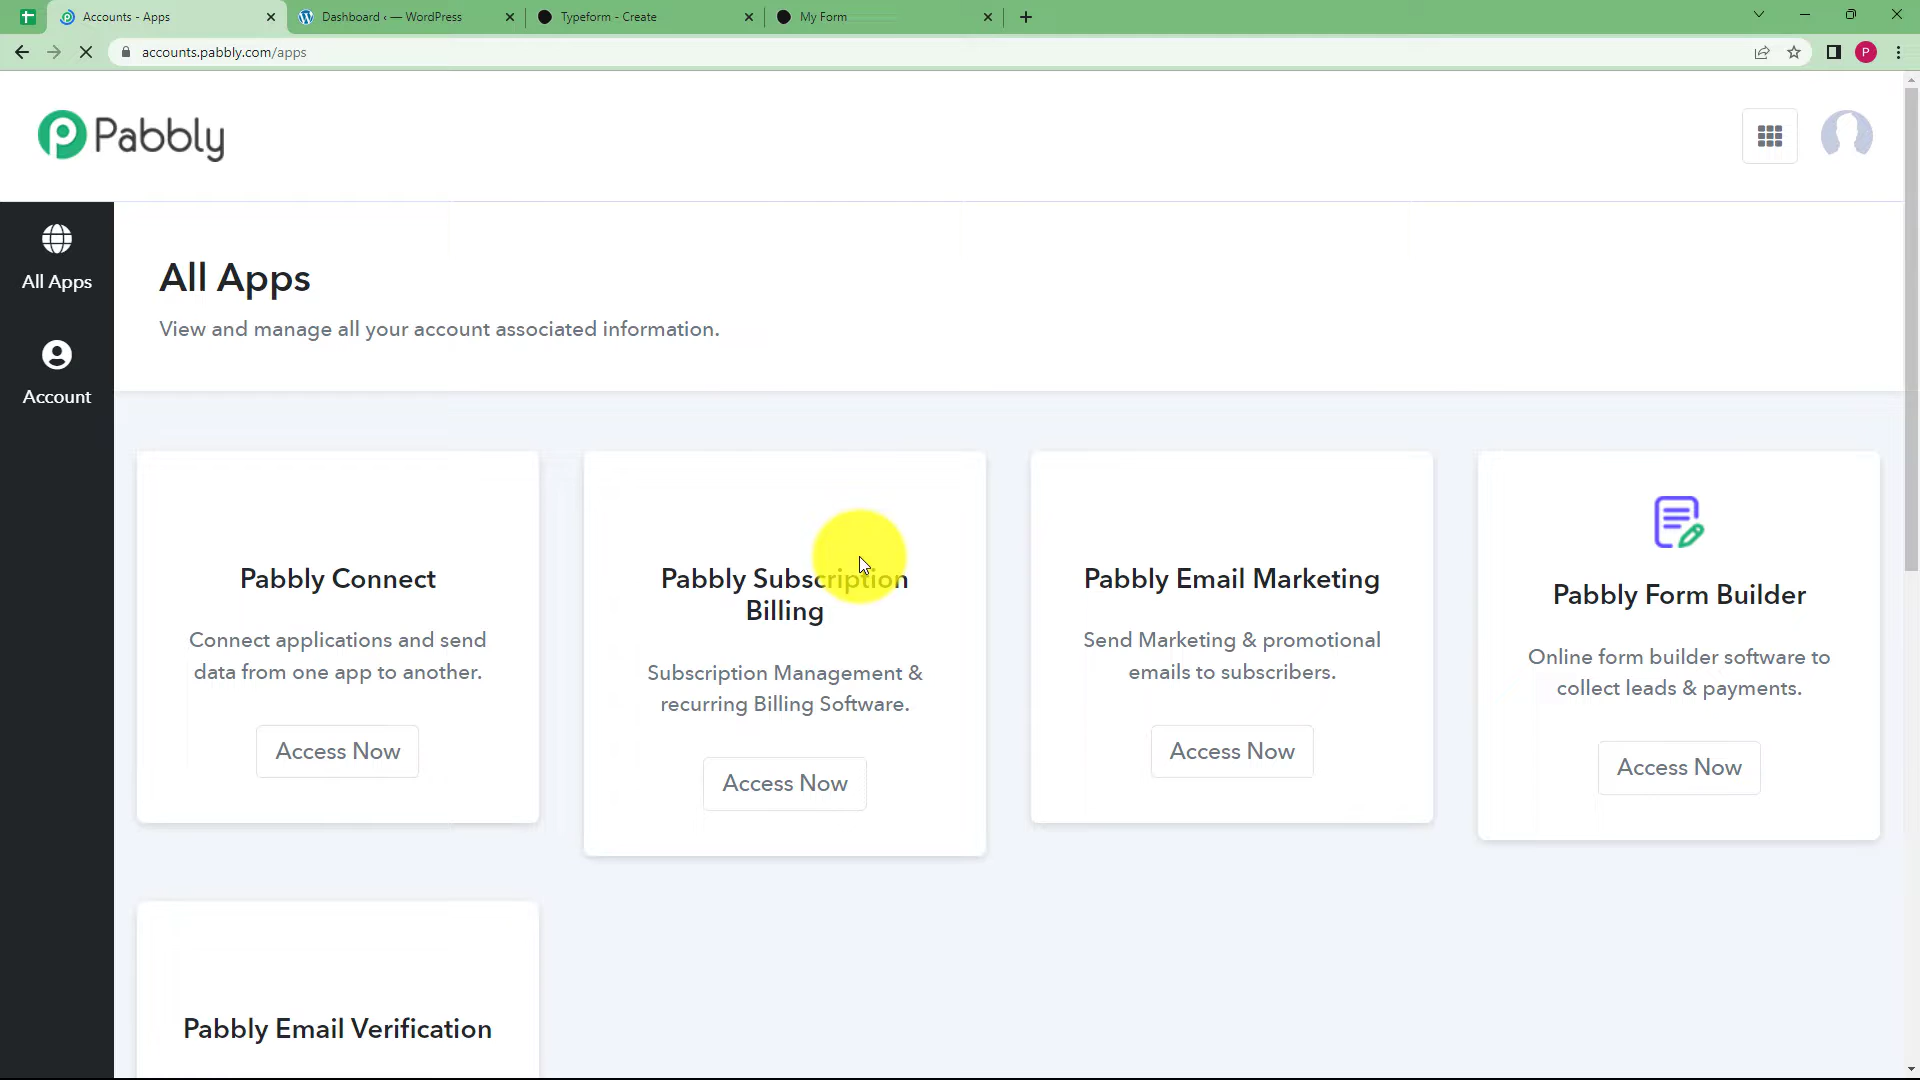 Accounts - Apps
Dashboard ‹ — WordPress
Typeform - Create
My Form
accounts.pabbly.com/apps
P
Pabbly
All Apps
Account
All Apps
View and manage all your account associated information.
Pabbly Connect
Connect applications and send
data from one app to another.
Access Now
Pabbly Subscription
Billing
Subscription Management &
recurring Billing Software.
Access Now
Pabbly Email Marketing
Send Marketing & promotional
emails to subscribers.
Access Now
Pabbly Form Builder
Online form builder software to
collect leads & payments.
Access Now
Pabbly Email Verification